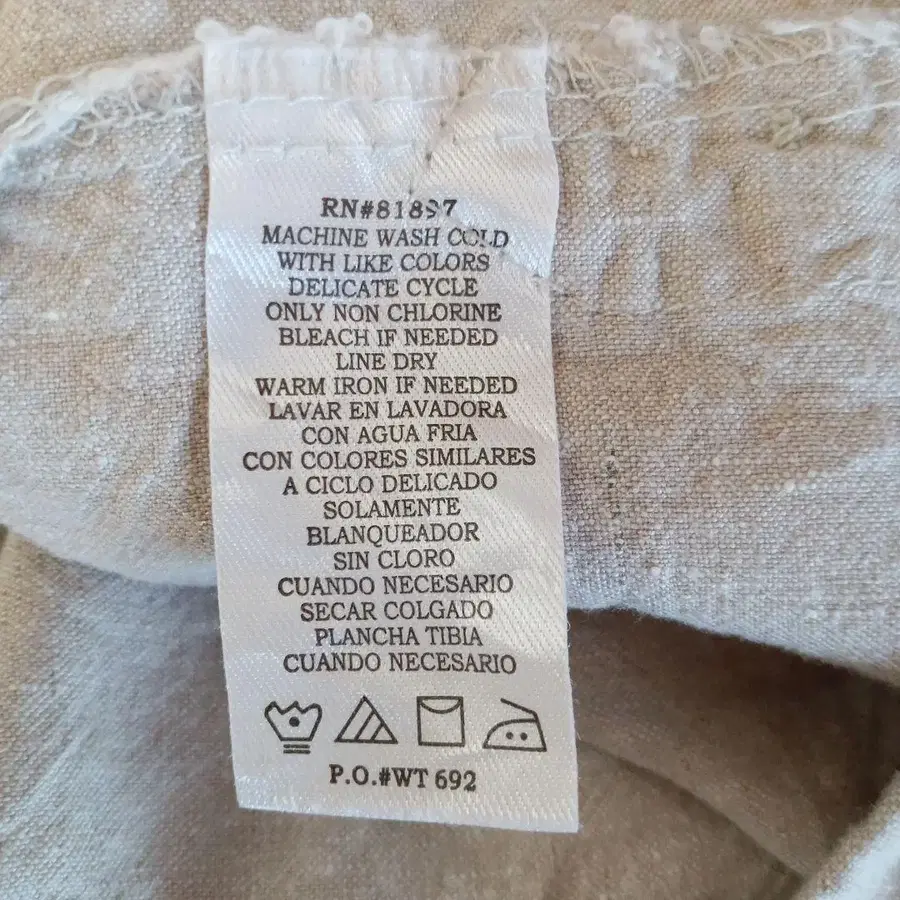 RN#81897
MACHINE WASH COLD
WITH LIKE COLORS
DELICATE CYCLE
ONLY NON CHLORINE
BLEACH IF NEEDED
LINE DRY
WARM IRON IF NEEDED
LAVAR EN LAVADORA
CON AGUA FRIA
CON COLORES SIMILARES
A CICLO DELICADO
SOLAMENTE
BLANQUEADOR
SIN CLORO
CUANDO NECESARIO
SECAR COLGADO
PLANCHA TIBIA
CUANDO NECESARIO
P.O.#WT 692